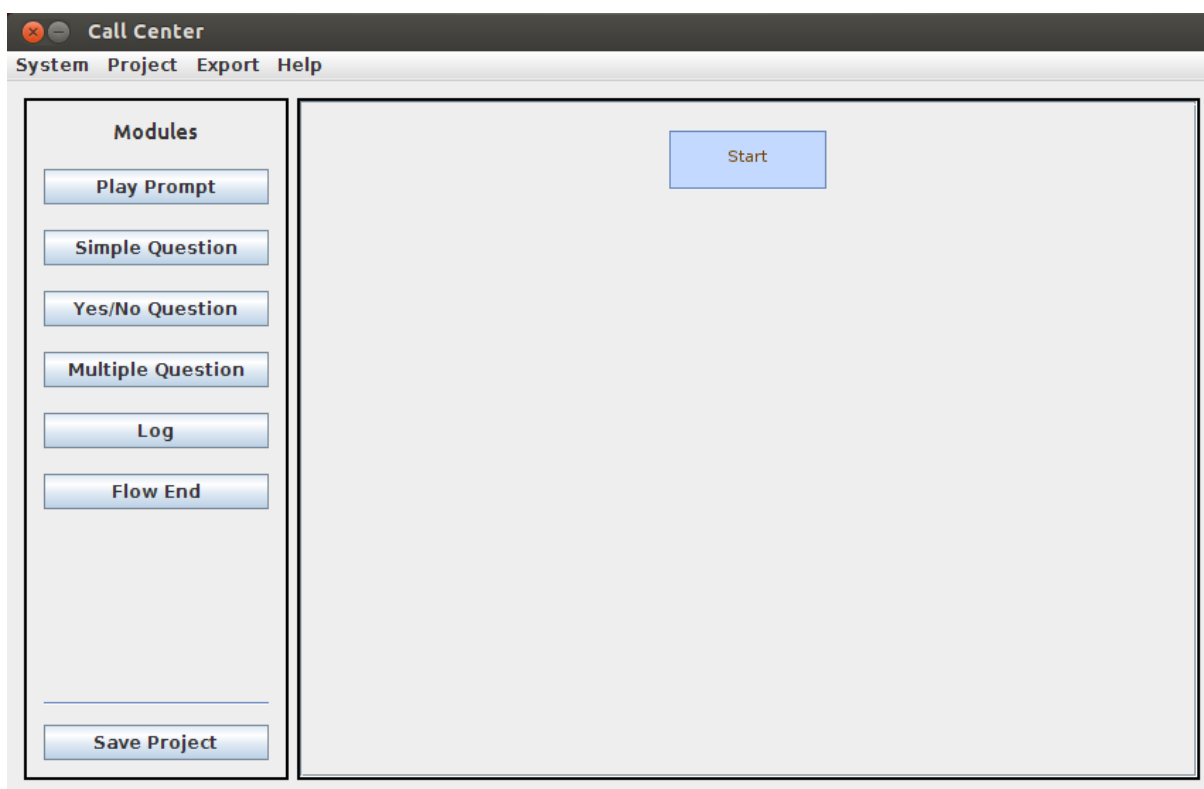 Call Center
System Project Export Help
Modules
Play Prompt
Simple Question
Yes/No Question
Multiple Question
Log
Flow End
Save Project
Start